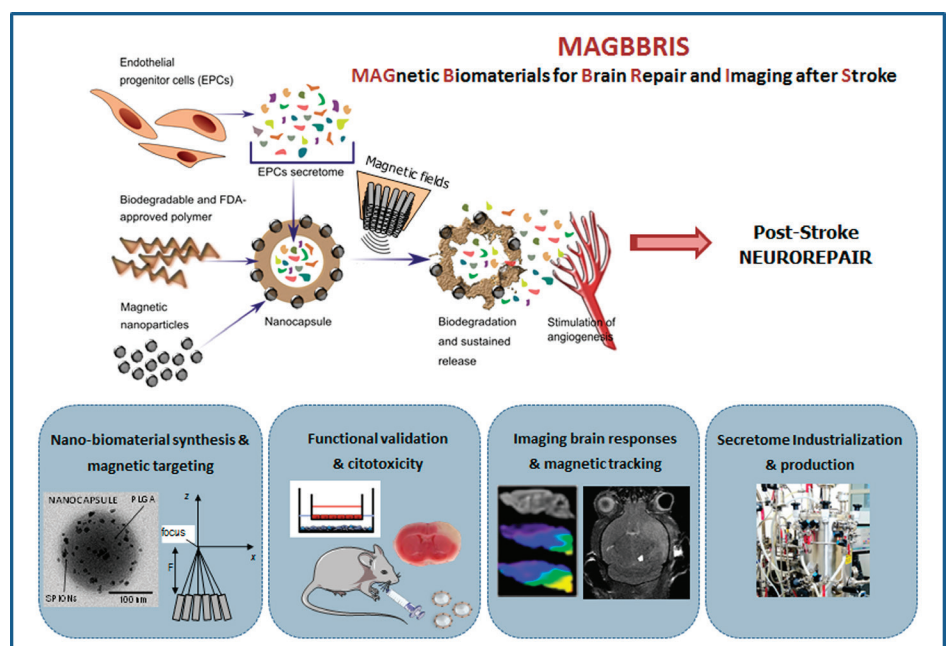 MAGBBRIS
MAGnetic Biomaterials for Brain Repair and Imaging after Stroke
Endothelial
progenitor cells (EPCs)
EPCs secretome
Magnetic fields
Biodegradable and FDA-
approved polymer
Magnetic
nanoparticles
Nanocapsule
Biodegradation
and sustained
release
Stimulation of
angiogenesis
Post-Stroke
NEUROREPAIR
Nano-biomaterial synthesis &
magnetic targeting
NANOCAPSULE PLGA
SPIONs
100 nm
z
focus
x
F
Functional validation
& citotoxicity
Imaging brain responses
& magnetic tracking
Secretome Industrialization
& production